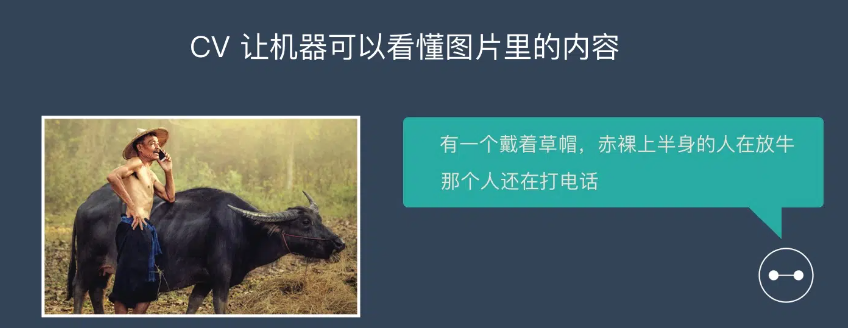 CV 让机器可以看懂图片里的内容
有一个戴着草帽，赤裸上半身的人在放牛
那个人还在打电话